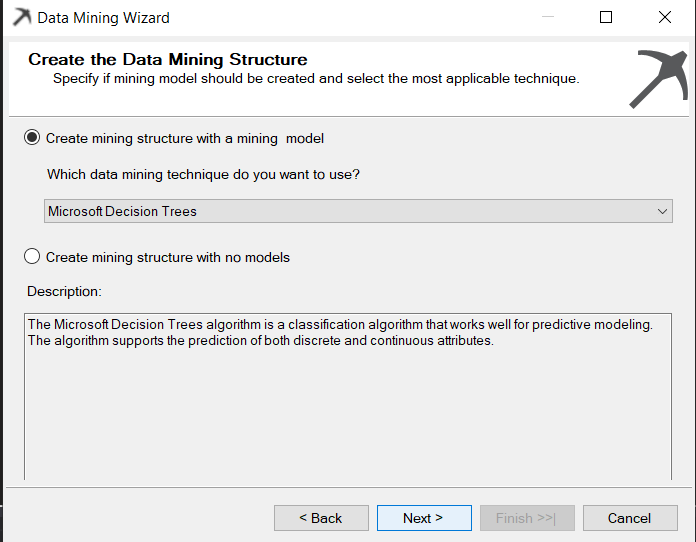 Data Mining Wizard
Create the Data Mining Structure
Specify if mining model should be created and select the most applicable technique.
Create mining structure with a mining  model
Which data mining technique do you want to use?
Microsoft Decision Trees
Create mining structure with no models
Description:
The Microsoft Decision Trees algorithm is a classification algorithm that works well for predictive modeling.
The algorithm supports the prediction of both discrete and continuous attributes.
< Back Next > Finish >>| Cancel